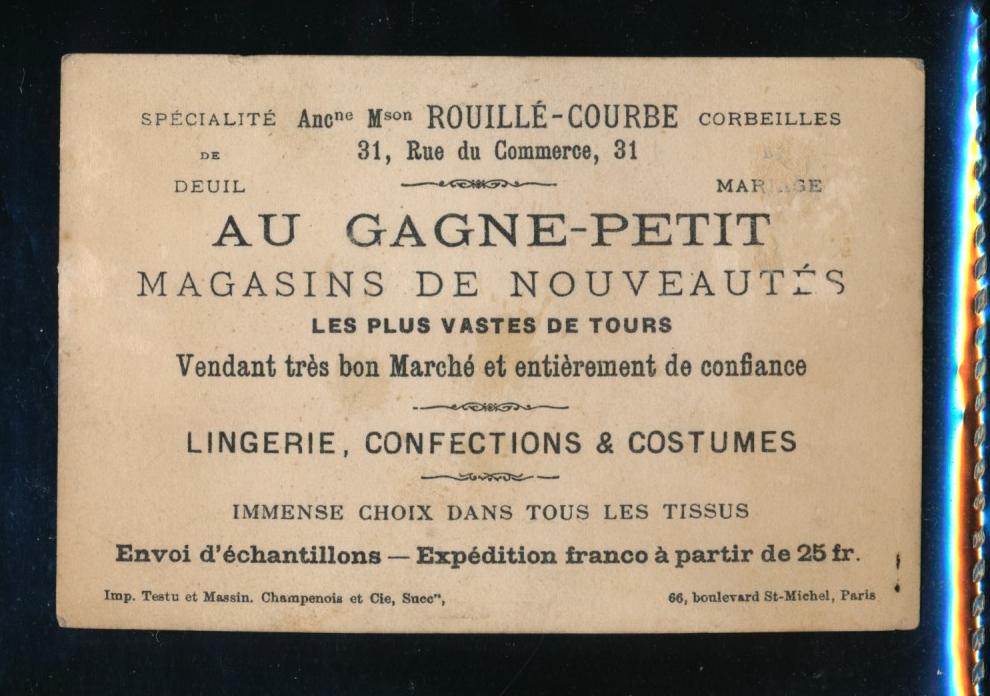 SPÉCIALITÉ Ancne Mson ROUILLÉ-COURBE CORBEILLES
DE 31, Rue du Commerce, 31 DE
DEUIL MARIAGE
AU GAGNE-PETIT
MAGASINS DE NOUVEAUTÉS
LES PLUS VASTES DE TOURS
Vendant très bon Marché et entièrement de confiance
LINGERIE, CONFECTIONS & COSTUMES
IMMENSE CHOIX DANS TOUS LES TISSUS
Envoi d'échantillons — Expédition franco à partir de 25 fr.
Imp. Testu et Massin. Champenois et Cie, Succrs, 66, boulevard St-Michel, Paris